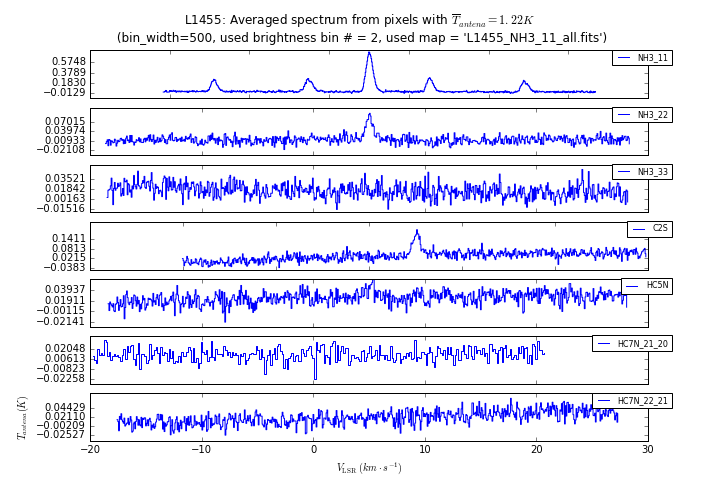 L1455: Averaged spectrum from pixels with T̅_antena = 1.22K
(bin_width=500, used brightness bin # = 2, used map = 'L1455_NH3_11_all.fits')
NH3_11
0.5748
0.3789
0.1830
−0.0129
NH3_22
0.07015
0.03974
0.00933
−0.02108
NH3_33
0.03521
0.01842
0.00163
−0.01516
C2S
0.1411
0.0813
0.0215
−0.0383
HC5N
0.03937
0.01911
−0.00115
−0.02141
HC7N_21_20
0.02048
0.00613
−0.00823
−0.02258
HC7N_22_21
0.04429
0.02110
−0.00209
−0.02527
T_antena(K)
−20 −10 0 10 20 30
V_LSR (km · s⁻¹)